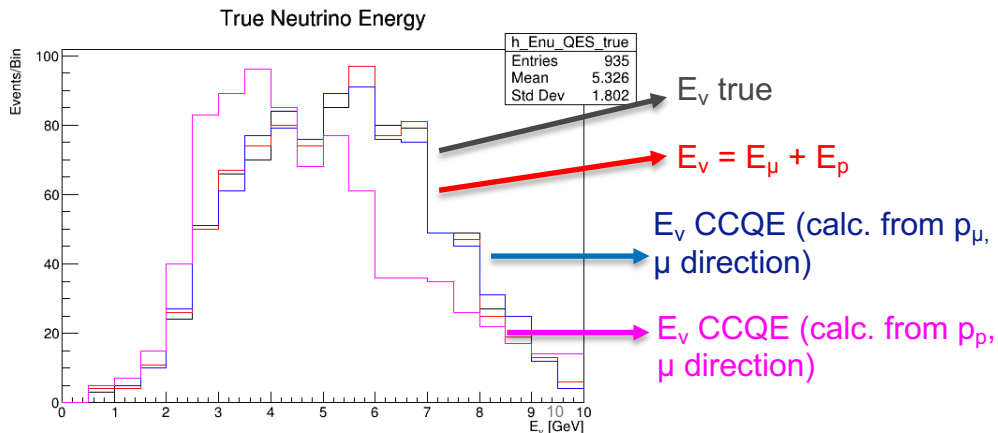 True Neutrino Energy
h_Enu_QES_true
Entries 935
Mean 5.326
Std Dev 1.802
Events/Bin
100
80
60
40
20
0
0 1 2 3 4 5 6 7 8 9 10 10
E_ν [GeV]
E_ν true
E_ν = E_μ + E_p
E_ν CCQE (calc. from p_μ,
μ direction)
E_ν CCQE (calc. from p_p,
μ direction)